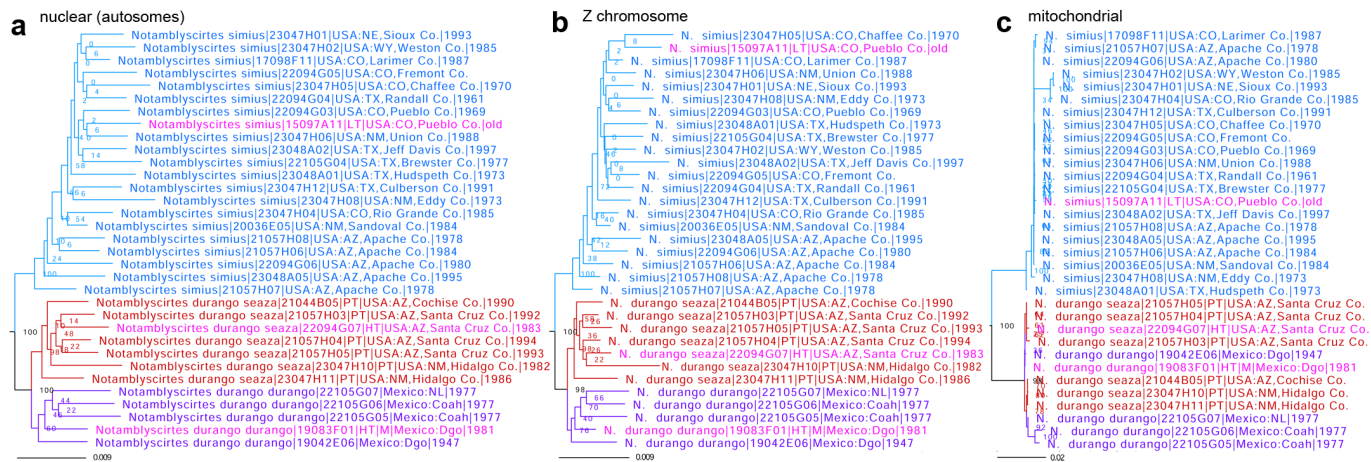 a nuclear (autosomes)
Notamblyscirtes simius|23047H01|USA:NE,Sioux Co.|1993
Notamblyscirtes simius|23047H02|USA:WY,Weston Co.|1985
Notamblyscirtes simius|17098F11|USA:CO,Larimer Co.|1987
Notamblyscirtes simius|22094G05|USA:CO,Fremont Co.
Notamblyscirtes simius|23047H05|USA:CO,Chaffee Co.|1970
Notamblyscirtes simius|22094G04|USA:TX,Randall Co.|1961
Notamblyscirtes simius|22094G03|USA:CO,Pueblo Co.|1969
Notamblyscirtes simius|15097A11|LT|USA:CO,Pueblo Co.|old
Notamblyscirtes simius|23047H06|USA:NM,Union Co.|1988
Notamblyscirtes simius|23048A02|USA:TX,Jeff Davis Co.|1997
Notamblyscirtes simius|22105G04|USA:TX,Brewster Co.|1977
Notamblyscirtes simius|23048A01|USA:TX,Hudspeth Co.|1973
Notamblyscirtes simius|23047H12|USA:TX,Culberson Co.|1991
Notamblyscirtes simius|23047H08|USA:NM,Eddy Co.|1973
Notamblyscirtes simius|23047H04|USA:CO,Rio Grande Co.|1985
Notamblyscirtes simius|20036E05|USA:NM,Sandoval Co.|1984
Notamblyscirtes simius|21057H08|USA:AZ,Apache Co.|1978
Notamblyscirtes simius|21057H06|USA:AZ,Apache Co.|1984
Notamblyscirtes simius|22094G06|USA:AZ,Apache Co.|1980
Notamblyscirtes simius|23048A05|USA:AZ,Apache Co.|1995
Notamblyscirtes simius|21057H07|USA:AZ,Apache Co.|1978
Notamblyscirtes durango seaza|21044B05|PT|USA:AZ,Cochise Co.|1990
Notamblyscirtes durango seaza|21057H03|PT|USA:AZ,Santa Cruz Co.|1992
Notamblyscirtes durango seaza|22094G07|HT|USA:AZ,Santa Cruz Co.|1983
Notamblyscirtes durango seaza|21057H04|PT|USA:AZ,Santa Cruz Co.|1994
Notamblyscirtes durango seaza|21057H05|PT|USA:AZ,Santa Cruz Co.|1993
Notamblyscirtes durango seaza|23047H10|PT|USA:NM,Hidalgo Co.|1982
Notamblyscirtes durango seaza|23047H11|PT|USA:NM,Hidalgo Co.|1986
Notamblyscirtes durango durango|22105G07|Mexico:NL|1977
Notamblyscirtes durango durango|22105G06|Mexico:Coah|1977
Notamblyscirtes durango durango|22105G05|Mexico:Coah|1977
Notamblyscirtes durango durango|19083F01|HT|M|Mexico:Dgo|1981
Notamblyscirtes durango durango|19042E06|Mexico:Dgo|1947
0.009
b Z chromosome
N. simius|23047H05|USA:CO,Chaffee Co.|1970
N. simius|15097A11|LT|USA:CO,Pueblo Co.|old
N. simius|17098F11|USA:CO,Larimer Co.|1987
N. simius|23047H06|USA:NM,Union Co.|1988
N. simius|23047H01|USA:NE,Sioux Co.|1993
N. simius|23047H08|USA:NM,Eddy Co.|1973
N. simius|22094G03|USA:CO,Pueblo Co.|1969
N. simius|23048A01|USA:TX,Hudspeth Co.|1973
N. simius|22105G04|USA:TX,Brewster Co.|1977
N. simius|23047H02|USA:WY,Weston Co.|1985
N. simius|23048A02|USA:TX,Jeff Davis Co.|1997
N. simius|22094G05|USA:CO,Fremont Co.
N. simius|22094G04|USA:TX,Randall Co.|1961
N. simius|23047H12|USA:TX,Culberson Co.|1991
N. simius|23047H04|USA:CO,Rio Grande Co.|1985
N. simius|20036E05|USA:NM,Sandoval Co.|1984
N. simius|23048A05|USA:AZ,Apache Co.|1995
N. simius|22094G06|USA:AZ,Apache Co.|1980
N. simius|21057H06|USA:AZ,Apache Co.|1984
N. simius|21057H08|USA:AZ,Apache Co.|1978
N. simius|21057H07|USA:AZ,Apache Co.|1978
N. durango seaza|21044B05|PT|USA:AZ,Cochise Co.|1990
N. durango seaza|21057H03|PT|USA:AZ,Santa Cruz Co.|1992
N. durango seaza|21057H05|PT|USA:AZ,Santa Cruz Co.|1993
N. durango seaza|21057H04|PT|USA:AZ,Santa Cruz Co.|1994
N. durango seaza|22094G07|HT|USA:AZ,Santa Cruz Co.|1983
N. durango seaza|23047H10|PT|USA:NM,Hidalgo Co.|1982
N. durango seaza|23047H11|PT|USA:NM,Hidalgo Co.|1986
N. durango durango|22105G07|Mexico:NL|1977
N. durango durango|22105G06|Mexico:Coah|1977
N. durango durango|22105G05|Mexico:Coah|1977
N. durango durango|19083F01|HT|M|Mexico:Dgo|1981
N. durango durango|19042E06|Mexico:Dgo|1947
0.009
c mitochondrial
N. simius|17098F11|USA:CO,Larimer Co.|1987
N. simius|21057H07|USA:AZ,Apache Co.|1978
N. simius|22094G06|USA:AZ,Apache Co.|1980
N. simius|23047H02|USA:WY,Weston Co.|1985
N. simius|23047H01|USA:NE,Sioux Co.|1993
N. simius|23047H04|USA:CO,Rio Grande Co.|1985
N. simius|23047H12|USA:TX,Culberson Co.|1991
N. simius|23047H05|USA:CO,Chaffee Co.|1970
N. simius|22094G05|USA:CO,Fremont Co.
N. simius|22094G03|USA:CO,Pueblo Co.|1969
N. simius|23047H06|USA:NM,Union Co.|1988
N. simius|22094G04|USA:TX,Randall Co.|1961
N. simius|22105G04|USA:TX,Brewster Co.|1977
N. simius|15097A11|LT|USA:CO,Pueblo Co.|old
N. simius|23048A02|USA:TX,Jeff Davis Co.|1997
N. simius|21057H08|USA:AZ,Apache Co.|1978
N. simius|23048A05|USA:AZ,Apache Co.|1995
N. simius|21057H06|USA:AZ,Apache Co.|1984
N. simius|20036E05|USA:NM,Sandoval Co.|1984
N. simius|23047H08|USA:NM,Eddy Co.|1973
N. simius|23048A01|USA:TX,Hudspeth Co.|1973
N. durango seaza|21057H05|PT|USA:AZ,Santa Cruz Co.
N. durango seaza|21057H04|PT|USA:AZ,Santa Cruz Co.
N. durango seaza|22094G07|HT|USA:AZ,Santa Cruz Co.
N. durango seaza|21057H03|PT|USA:AZ,Santa Cruz Co.
N. durango durango|19042E06|Mexico:Dgo|1947
N. durango durango|19083F01|HT|M|Mexico:Dgo|1981
N. durango seaza|21044B05|PT|USA:AZ,Cochise Co.
N. durango seaza|23047H10|PT|USA:NM,Hidalgo Co.
N. durango seaza|23047H11|PT|USA:NM,Hidalgo Co.
N. durango durango|22105G07|Mexico:NL|1977
N. durango durango|22105G06|Mexico:Coah|1977
N. durango durango|22105G05|Mexico:Coah|1977
0.02